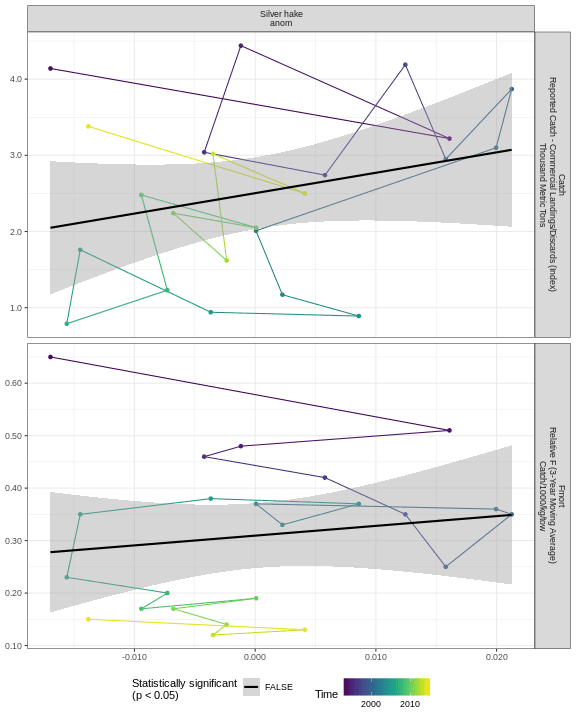 Silver hake
anom
4.0
3.0
2.0
1.0
Catch
Reported Catch - Commercial Landings/Discards (Index)
Thousand Metric Tons
0.60
0.50
0.40
0.30
0.20
0.10
Fmort
Relative F (3-Year Moving Average)
Catch/1000/kg/tow
-0.010
0.000
0.010
0.020
Statistically significant
(p < 0.05)
FALSE
Time
2000
2010